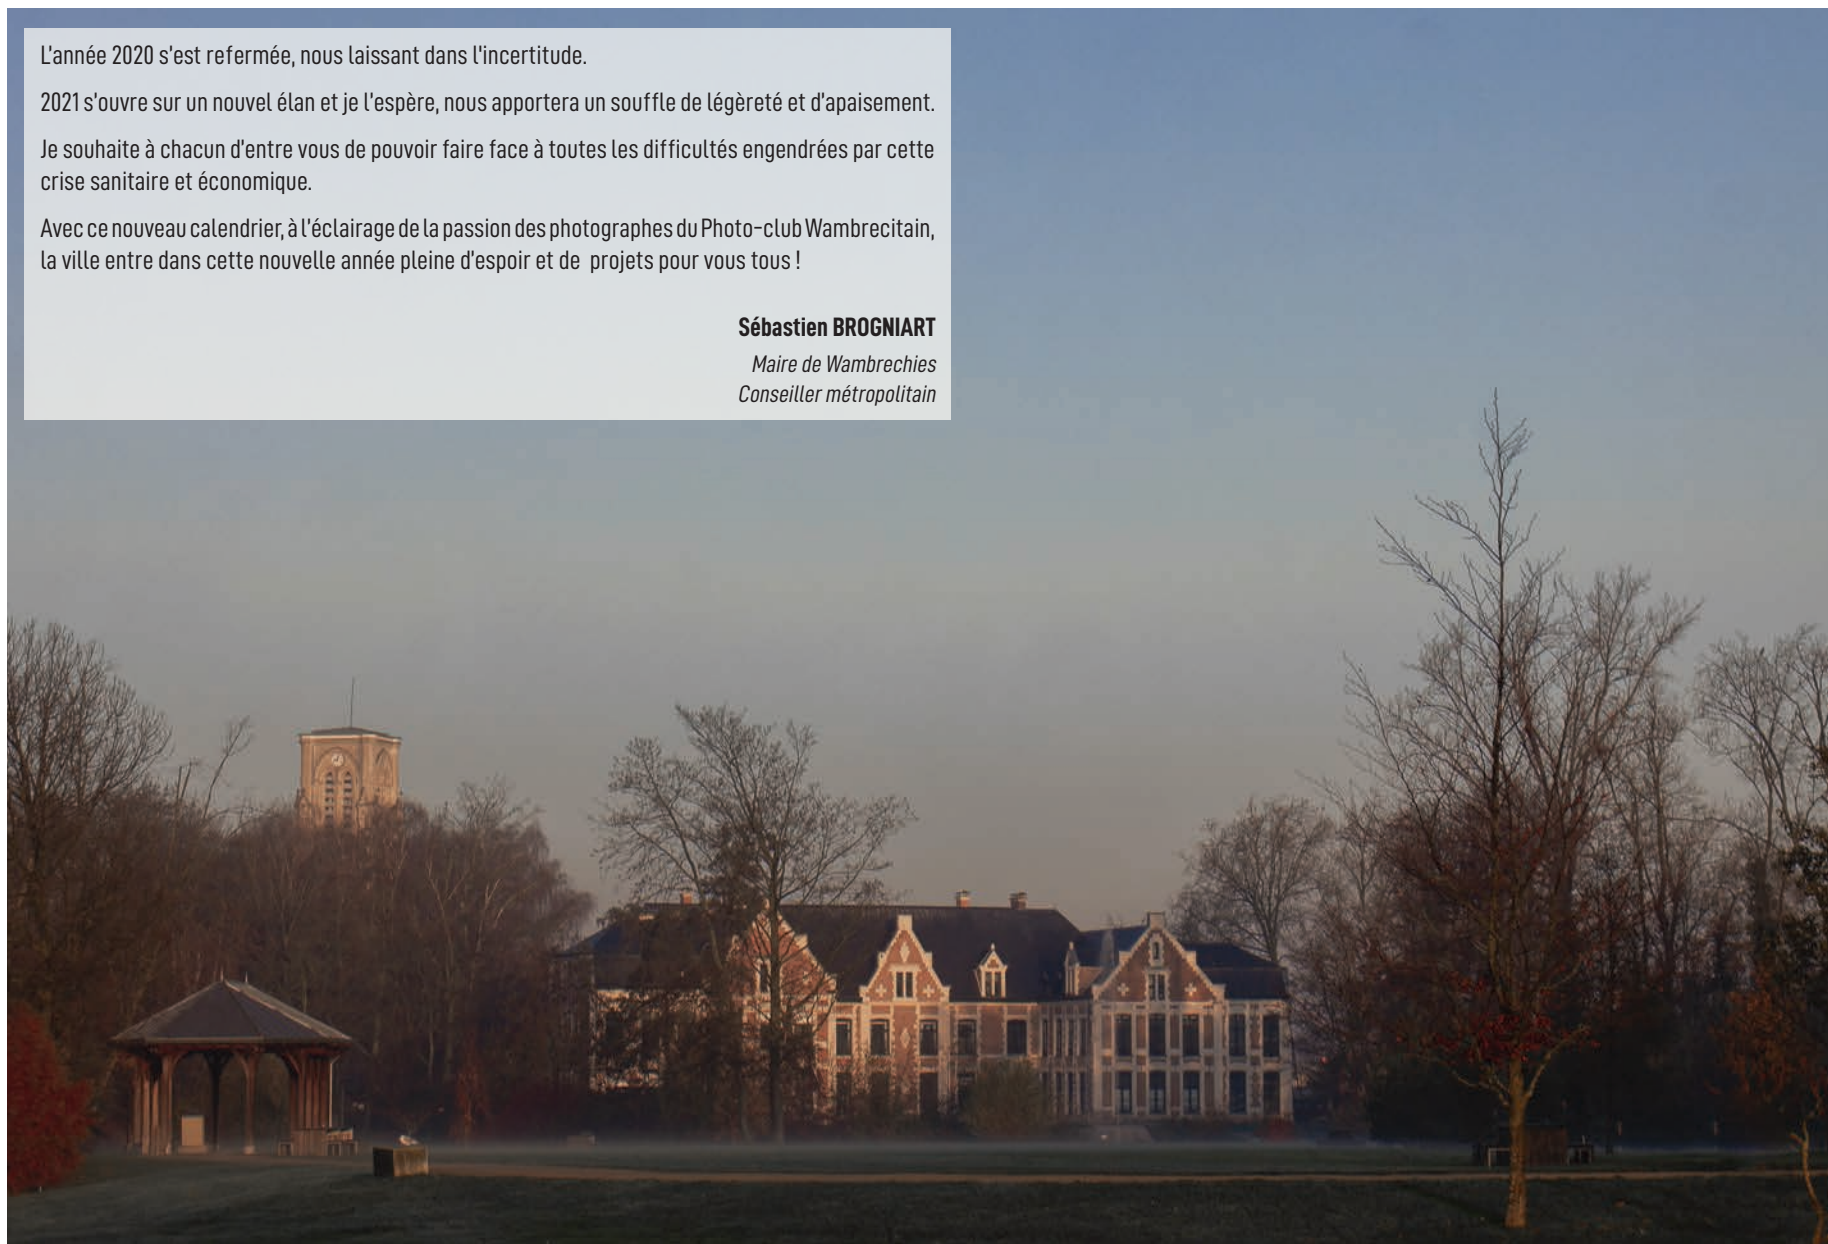 L'année 2020 s'est refermée, nous laissant dans l'incertitude.
2021 s'ouvre sur un nouvel élan et je l'espère, nous apportera un souffle de légèreté et d'apaisement.
Je souhaite à chacun d'entre vous de pouvoir faire face à toutes les difficultés engendrées par cette
crise sanitaire et économique.
Avec ce nouveau calendrier, à l'éclairage de la passion des photographes du Photo-club Wambrecitain,
la ville entre dans cette nouvelle année pleine d'espoir et de projets pour vous tous !
Sébastien BROGNIART
Maire de Wambrechies
Conseiller métropolitain